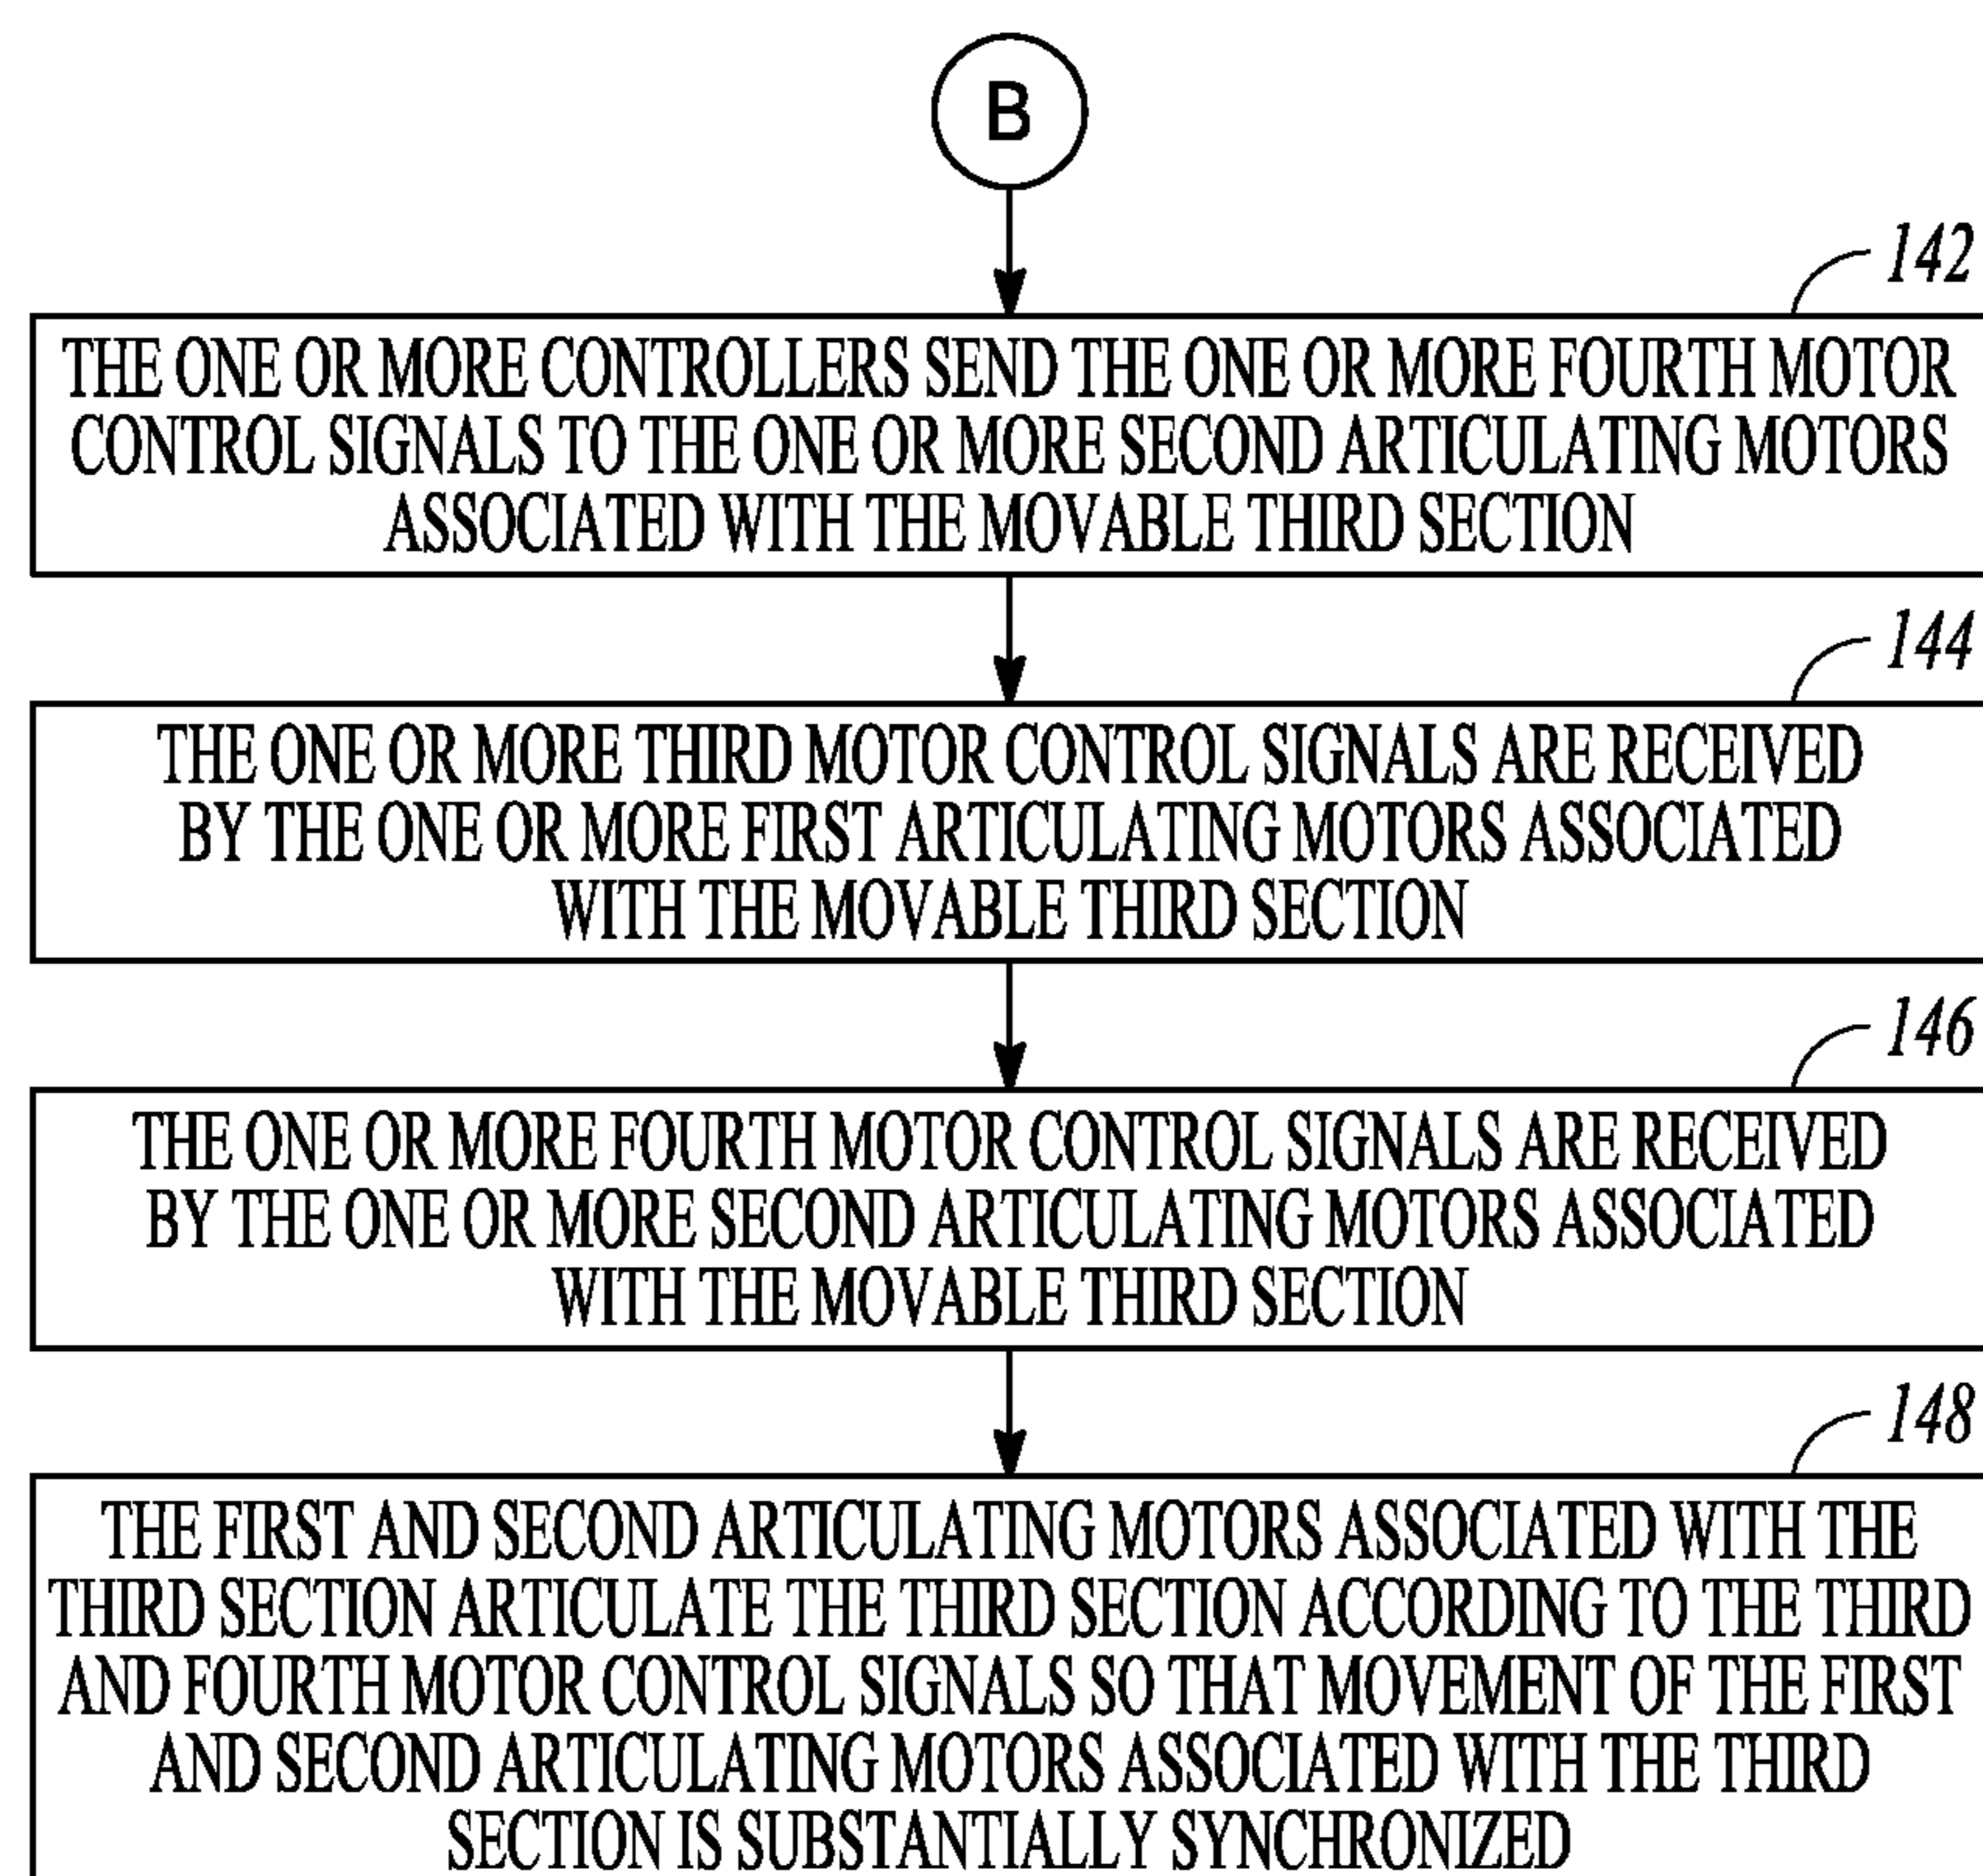 B
142
THE ONE OR MORE CONTROLLERS SEND THE ONE OR MORE FOURTH MOTOR
CONTROL SIGNALS TO THE ONE OR MORE SECOND ARTICULATING MOTORS
ASSOCIATED WITH THE MOVABLE THIRD SECTION
144
THE ONE OR MORE THIRD MOTOR CONTROL SIGNALS ARE RECEIVED
BY THE ONE OR MORE FIRST ARTICULATING MOTORS ASSOCIATED
WITH THE MOVABLE THIRD SECTION
146
THE ONE OR MORE FOURTH MOTOR CONTROL SIGNALS ARE RECEIVED
BY THE ONE OR MORE SECOND ARTICULATING MOTORS ASSOCIATED
WITH THE MOVABLE THIRD SECTION
148
THE FIRST AND SECOND ARTICULATING MOTORS ASSOCIATED WITH THE
THIRD SECTION ARTICULATE THE THIRD SECTION ACCORDING TO THE THIRD
AND FOURTH MOTOR CONTROL SIGNALS SO THAT MOVEMENT OF THE FIRST
AND SECOND ARTICULATING MOTORS ASSOCIATED WITH THE THIRD
SECTION IS SUBSTANTIALLY SYNCHRONIZED